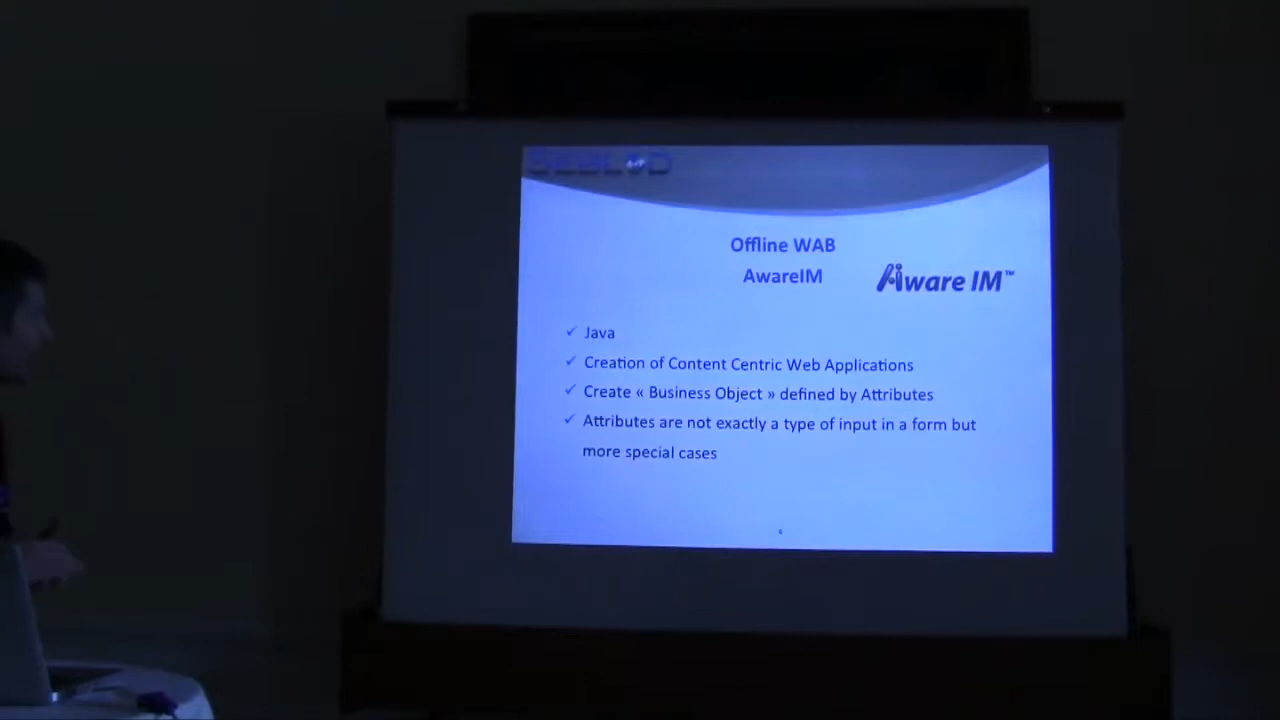 SEBLOD
Offline WAB
AwareIM
Aware IM™
✓ Java
✓ Creation of Content Centric Web Applications
✓ Create « Business Object » defined by Attributes
✓ Attributes are not exactly a type of input in a form but
more special cases